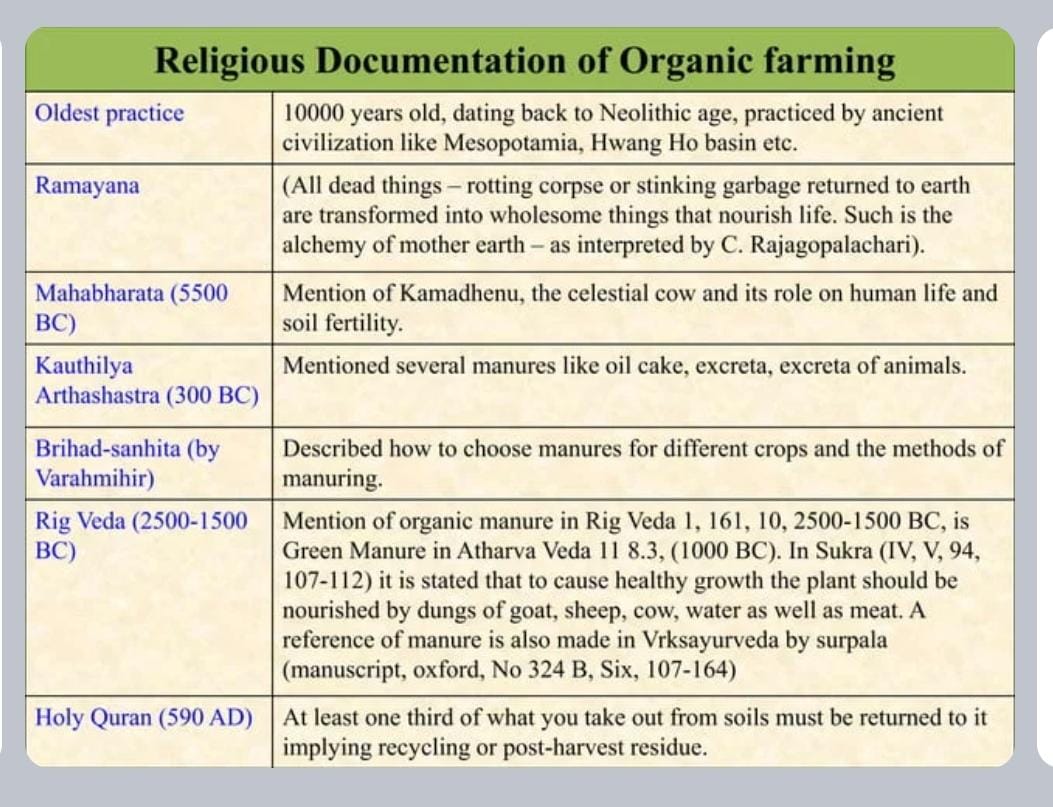 Religious Documentation of Organic farming
Oldest practice
10000 years old, dating back to Neolithic age, practiced by ancient
civilization like Mesopotamia, Hwang Ho basin etc.
Ramayana
(All dead things – rotting corpse or stinking garbage returned to earth
are transformed into wholesome things that nourish life. Such is the
alchemy of mother earth – as interpreted by C. Rajagopalachari).
Mahabharata (5500
BC)
Mention of Kamadhenu, the celestial cow and its role on human life and
soil fertility.
Kauthilya
Arthashastra (300 BC)
Mentioned several manures like oil cake, excreta, excreta of animals.
Brihad-sanhita (by
Varahmihir)
Described how to choose manures for different crops and the methods of
manuring.
Rig Veda (2500-1500
BC)
Mention of organic manure in Rig Veda 1, 161, 10, 2500-1500 BC, is
Green Manure in Atharva Veda 11 8.3, (1000 BC). In Sukra (IV, V, 94,
107-112) it is stated that to cause healthy growth the plant should be
nourished by dungs of goat, sheep, cow, water as well as meat. A
reference of manure is also made in Vrksayurveda by surpala
(manuscript, oxford, No 324 B, Six, 107-164)
Holy Quran (590 AD)
At least one third of what you take out from soils must be returned to it
implying recycling or post-harvest residue.